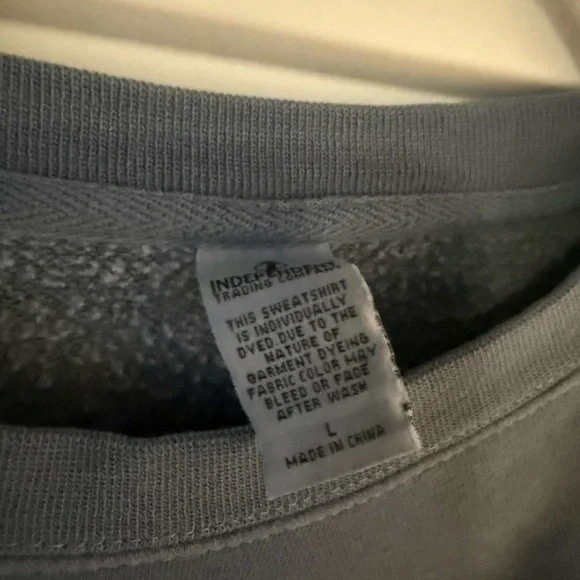 INDEPENDENT
TRADING COMPANY
THIS SWEATSHIRT
IS INDIVIDUALLY
DYED DUE TO THE
NATURE OF
GARMENT DYEING
FABRIC COLOR MAY
BLEED OR FADE
AFTER WASH
L
MADE IN CHINA